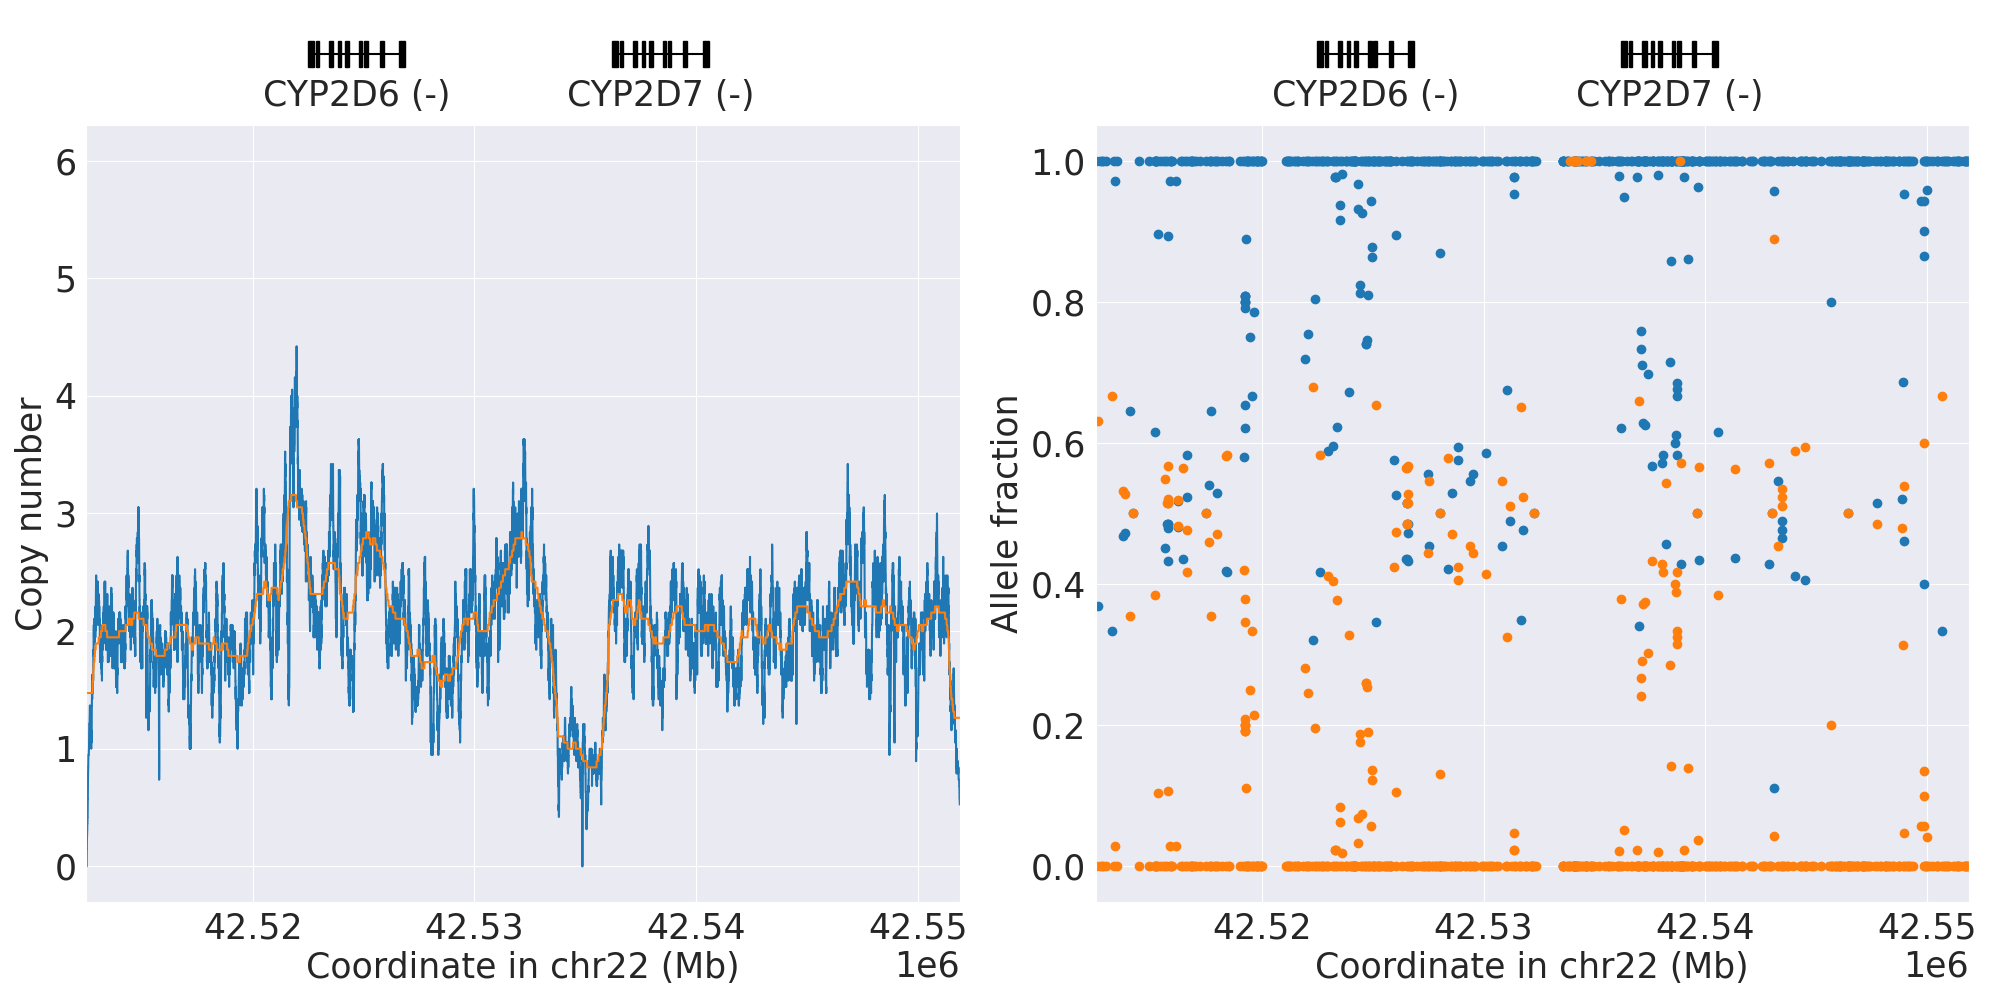 CYP2D6 (-) CYP2D7 (-)
6
5
4
3
2
1
0
Copy number
42.52 42.53 42.54 42.55
Coordinate in chr22 (Mb)
1e6
CYP2D6 (-) CYP2D7 (-)
1.0
0.8
0.6
0.4
0.2
0.0
Allele fraction
42.52 42.53 42.54 42.55
Coordinate in chr22 (Mb)
1e6